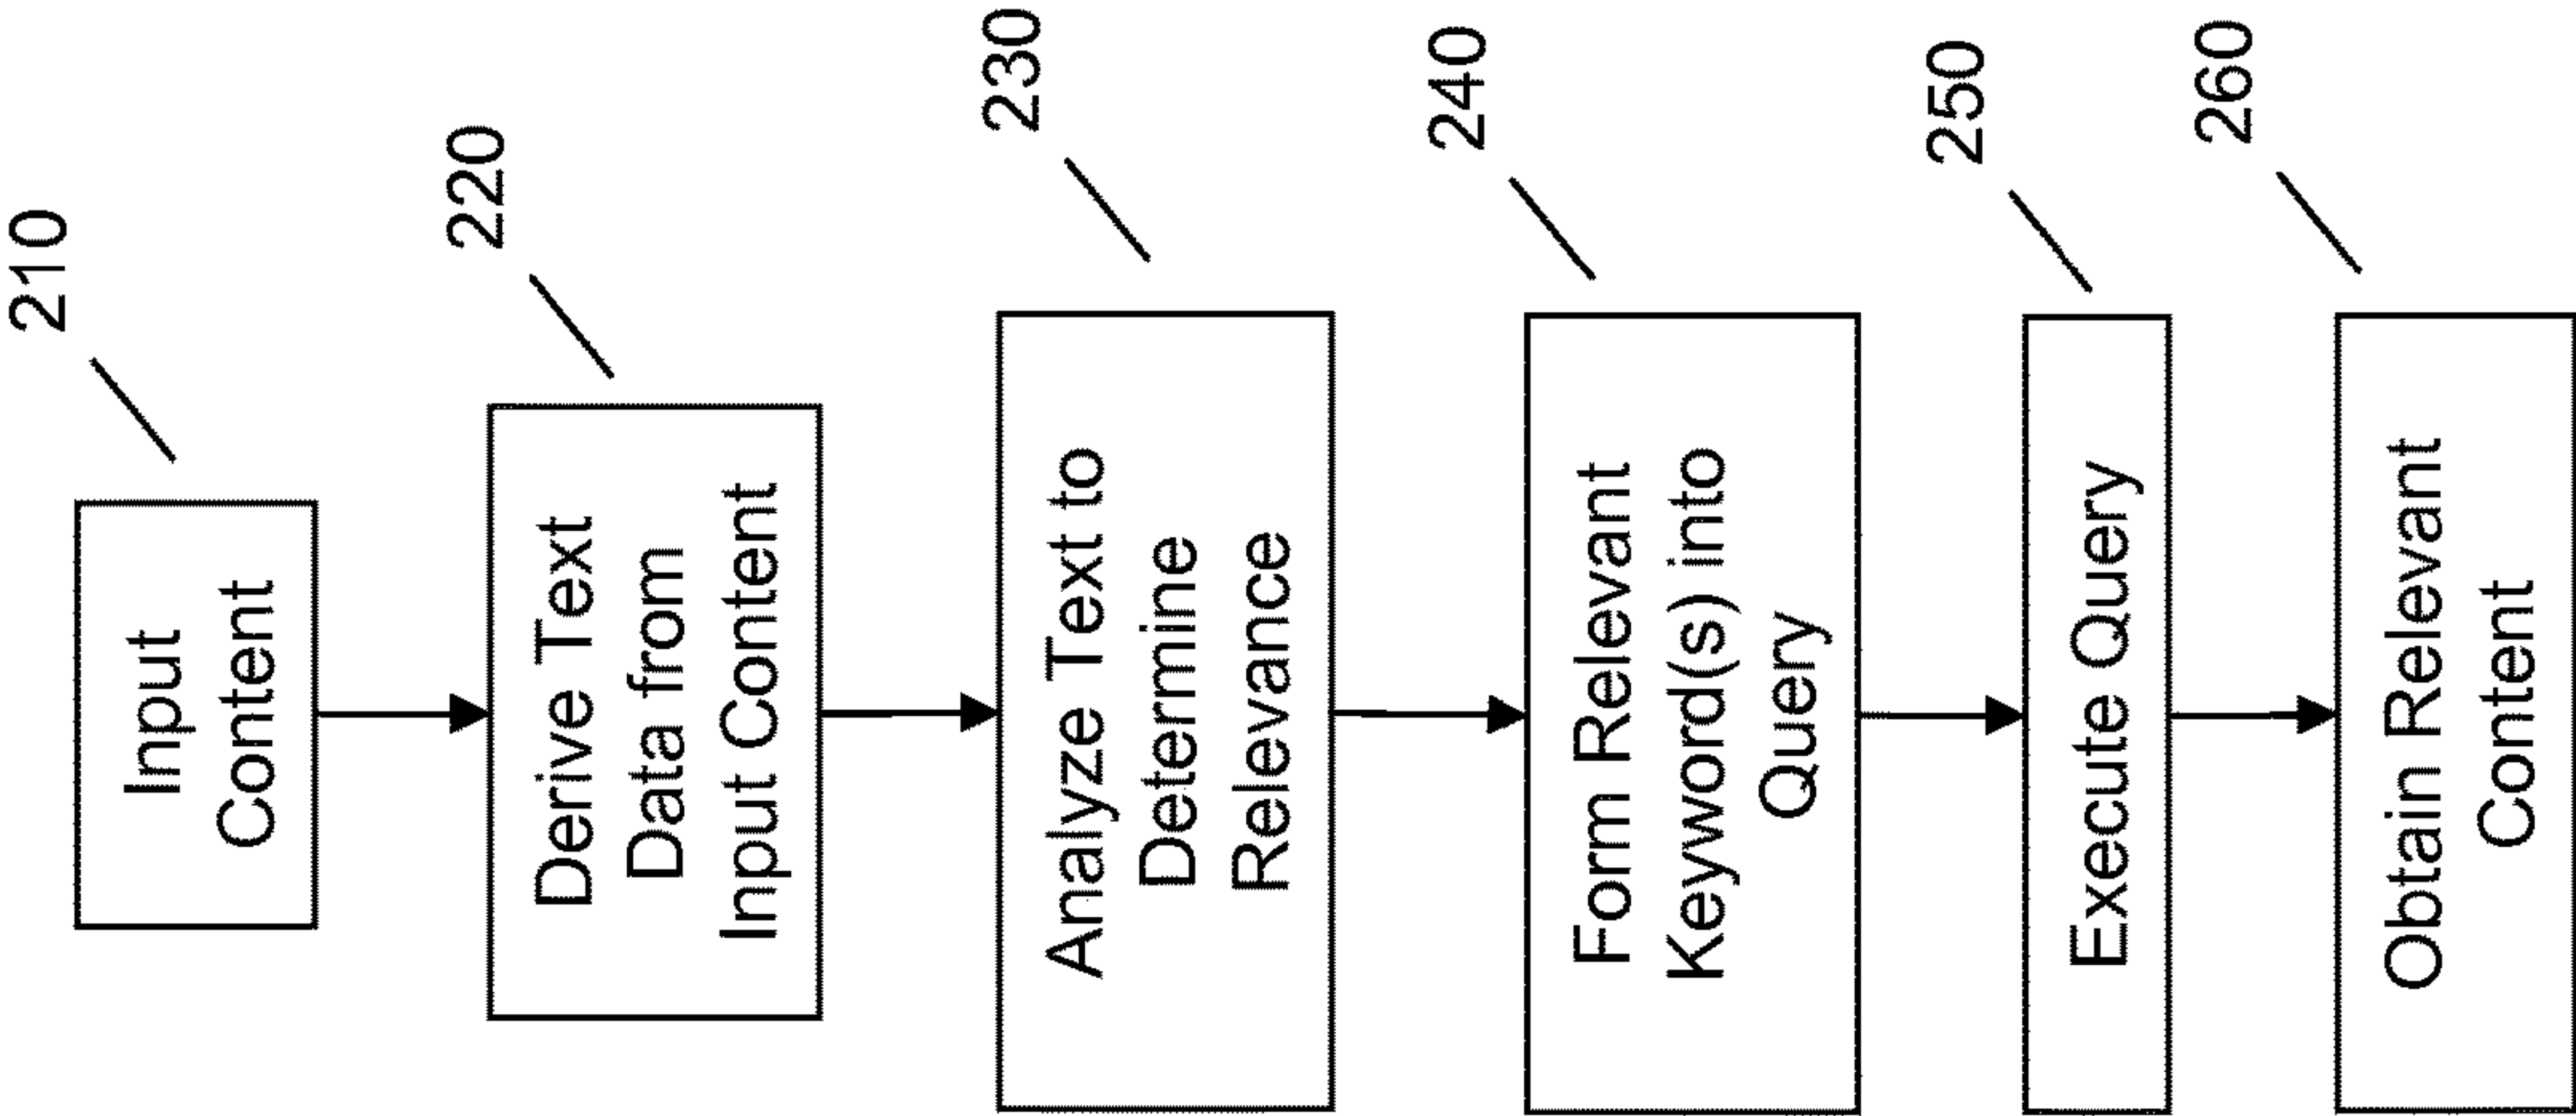 210
Input
Content
220
Derive Text
Data from
Input Content
230
Analyze Text to
Determine
Relevance
240
Form Relevant
Keyword(s) into
Query
250
Execute Query
260
Obtain Relevant
Content